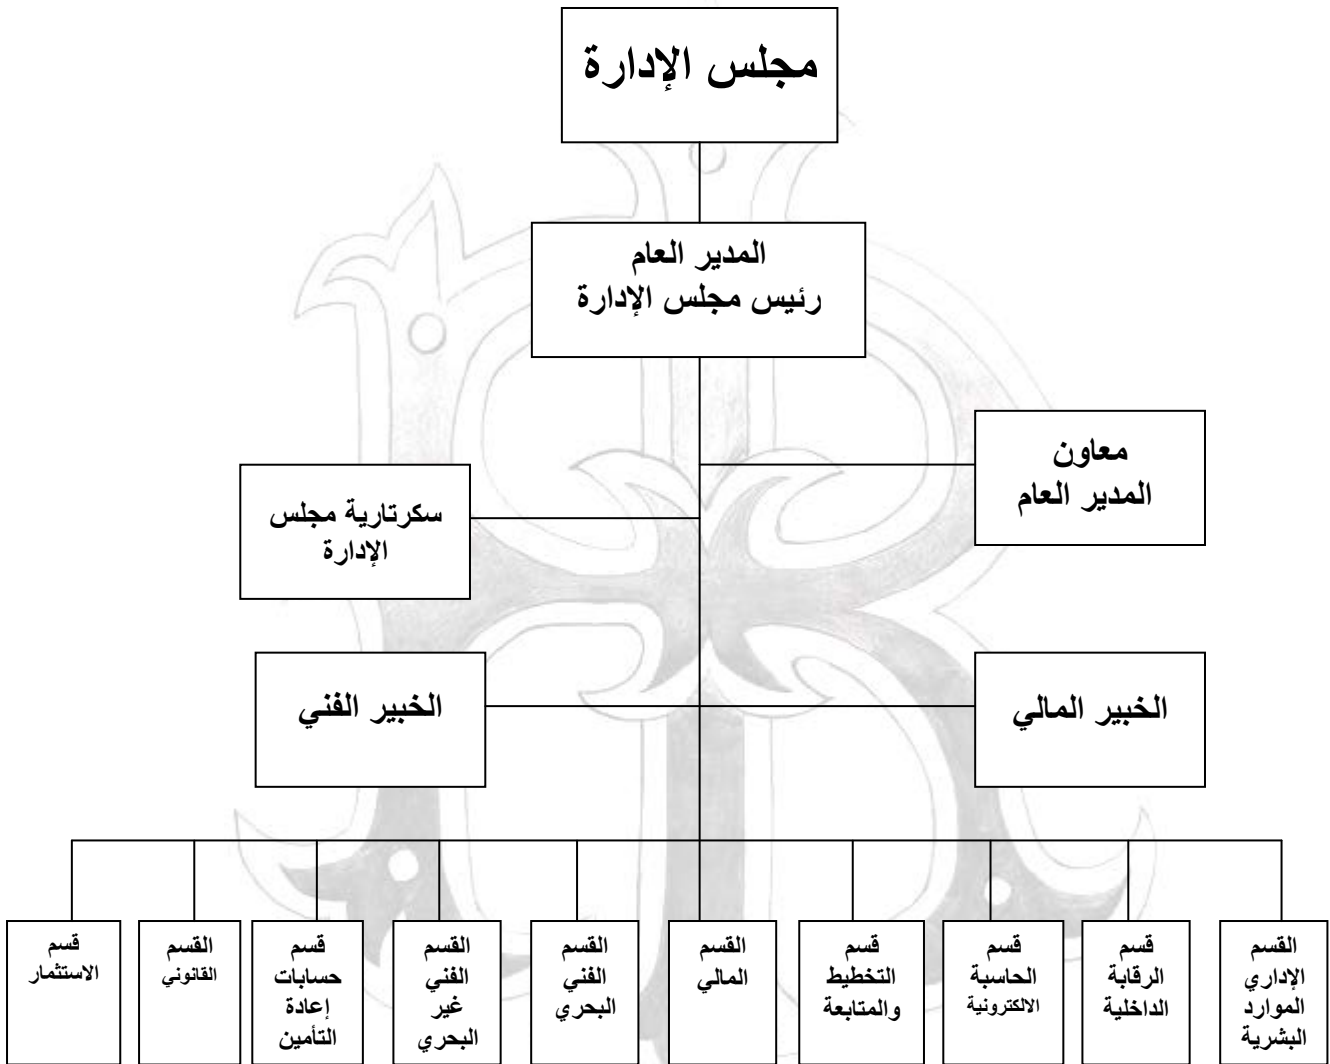 مجلس الإدارة
المدير العام
رئيس مجلس الإدارة
معاون
المدير العام
سكرتارية مجلس
الإدارة
الخبير المالي
الخبير الفني
القسم
الإداري
الموارد
البشرية
قسم
الرقابة
الداخلية
قسم
الحاسبة
الالكترونية
قسم
التخطيط
والمتابعة
القسم
المالي
القسم
الفني
البحري
القسم
الفني
غير
البحري
قسم
حسابات
إعادة
التأمين
القسم
القانوني
قسم
الاستثمار